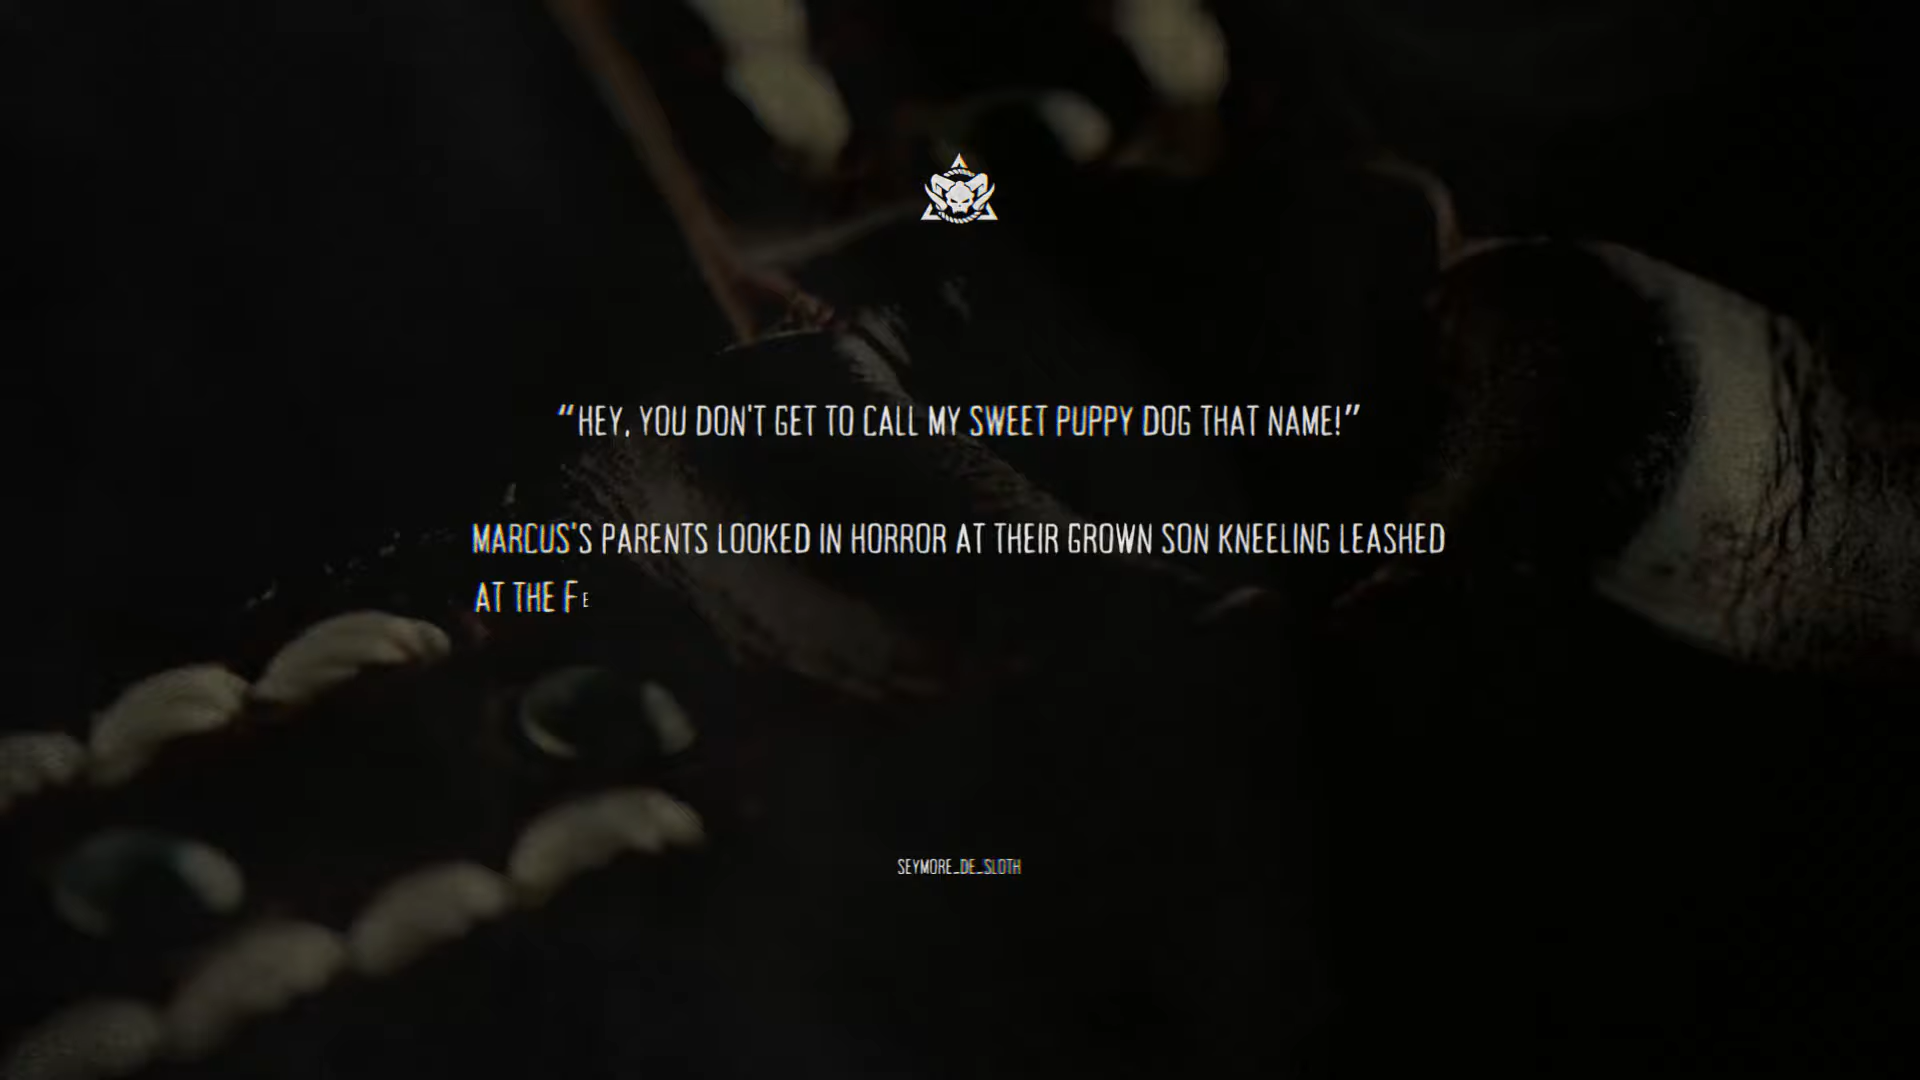 “HEY, YOU DON'T GET TO CALL MY SWEET PUPPY DOG THAT NAME!”
MARCUS'S PARENTS LOOKED IN HORROR AT THEIR GROWN SON KNEELING LEASHED
AT THE FE
SEYMORE_DE_SLOTH